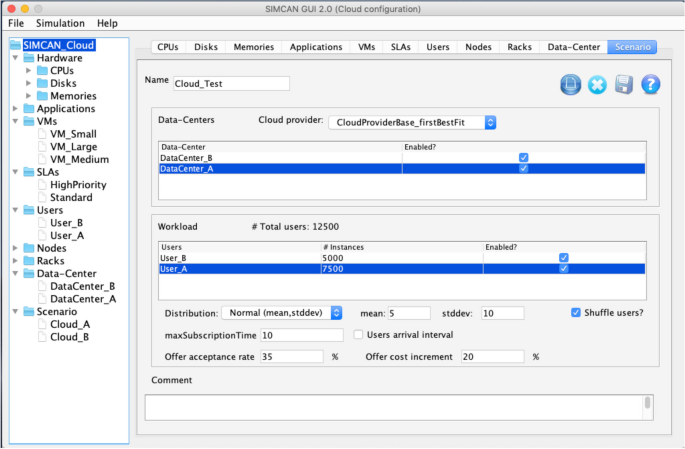 SIMCAN GUI 2.0 (Cloud configuration)
File Simulation Help
SIMCAN_Cloud
Hardware
CPUs
Disks
Memories
Applications
VMs
VM_Small
VM_Large
VM_Medium
SLAs
HighPriority
Standard
Users
User_B
User_A
Nodes
Racks
Data-Center
DataCenter_B
DataCenter_A
Scenario
Cloud_A
Cloud_B
CPUs Disks Memories Applications VMs SLAs Users Nodes Racks Data-Center Scenario
Name Cloud_Test
?
Data-Centers Cloud provider: CloudProviderBase_firstBestFit
Data-Center Enabled?
DataCenter_B
DataCenter_A
Workload # Total users: 12500
Users # Instances Enabled?
User_B 5000
User_A 7500
Distribution: Normal (mean,stddev) mean: 5 stddev: 10 Shuffle users?
maxSubscriptionTime 10 Users arrival interval
Offer acceptance rate 35 % Offer cost increment 20 %
Comment